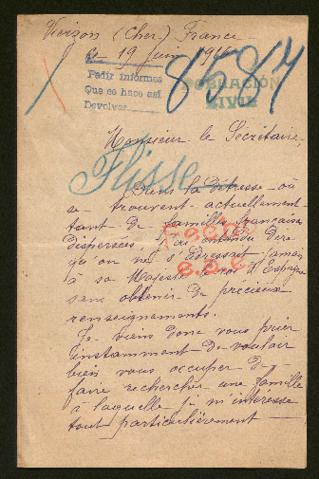 Vierzon (Cher) France
le 19 Juin 19
8584
Pedir informes
Que se hace así
Devolver
POBLACIÓN
CIVIL
Monsieur le Secrétaire,
Flisse
Dans la détresse où
se trouvent actuellement
tant de familles françaises
dispersées, j'ai entendu dire
qu'on ne s'adressait jamais
à sa Majesté roi d'Espagne
sans obtenir de précieux
renseignements.
Je viens donc vous prier
instamment de vouloir
bien vous occuper de
faire rechercher une famille
à laquelle je m'intéresse
tout particulièrement